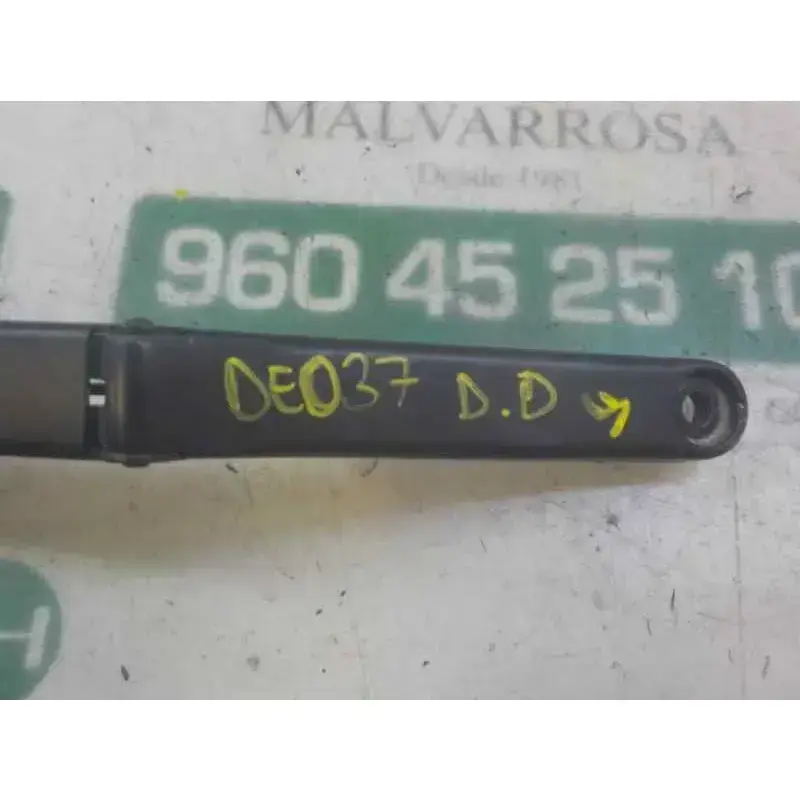 MALVARROSA
Desde 1981
960 45 25 10
DE037 D.D
H